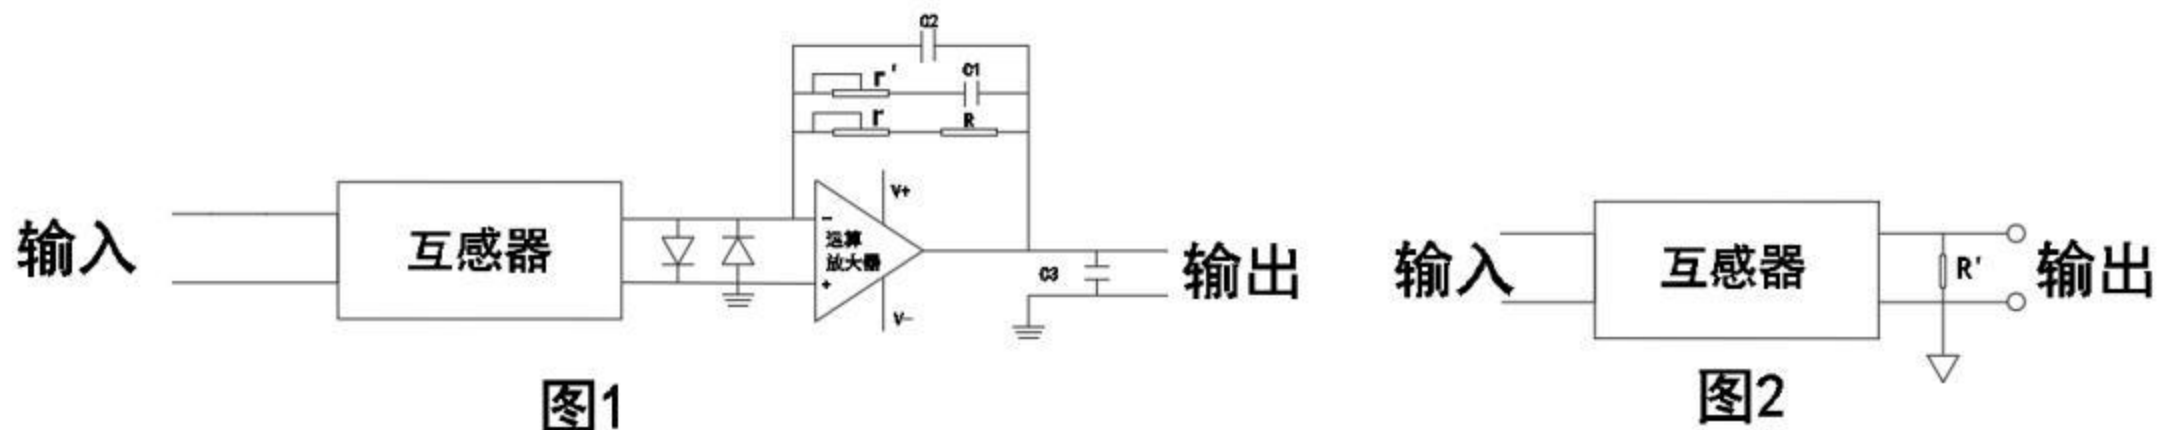 C2
r'
C1
r
R
V+
-
输入
互感器
运算
放大器
+
C3
输出
V-
图1
输入
互感器
R'
输出
图2